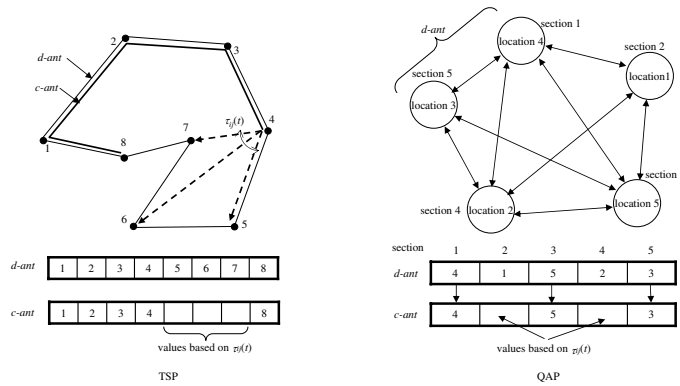 2
3
d-ant
c-ant
1
8
7
τij(t)
4
6
5
d-ant 1 2 3 4 5 6 7 8
c-ant 1 2 3 4 8
values based on τij(t)
TSP
d-ant
section 1
location 4
section 2
location1
section 5
location 3
section
location 5
section 4
location 2
section 1 2 3 4 5
d-ant 4 1 5 2 3
c-ant 4 5 3
values based on τij(t)
QAP